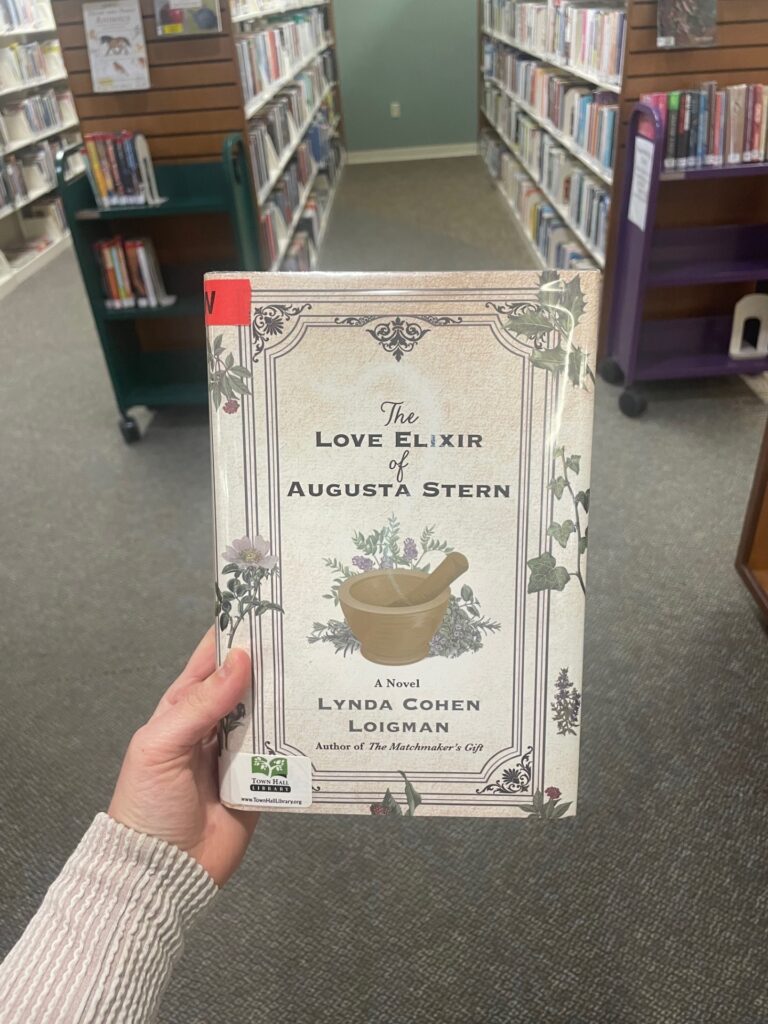 V
The
LOVE ELIXIR
of
AUGUSTA STERN
A Novel
LYNDA COHEN
LOIGMAN
Author of The Matchmaker's Gift
TOWN HALL
LIBRARY
www.TownHallLibrary.org